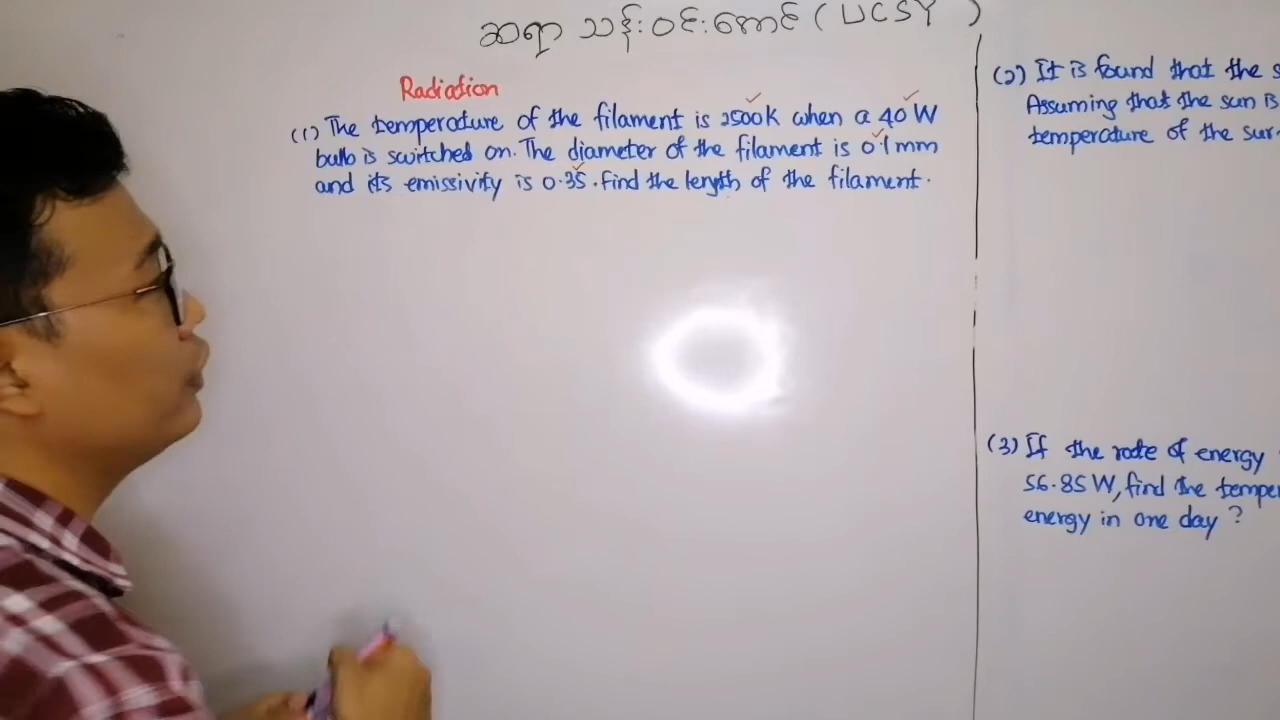 ဆရာ သန်းဝင်းအောင် ( UCSY )
Radiation
(1) The temperature of the filament is 2500K when a 40 W
bulb is switched on. The diameter of the filament is 0.1 mm
and its emissivity is 0.35. Find the length of the filament.
(2) It is found that the s
Assuming that the sun is
temperature of the sur
(3) If the rate of energy
56.85 W, find the temper
energy in one day ?